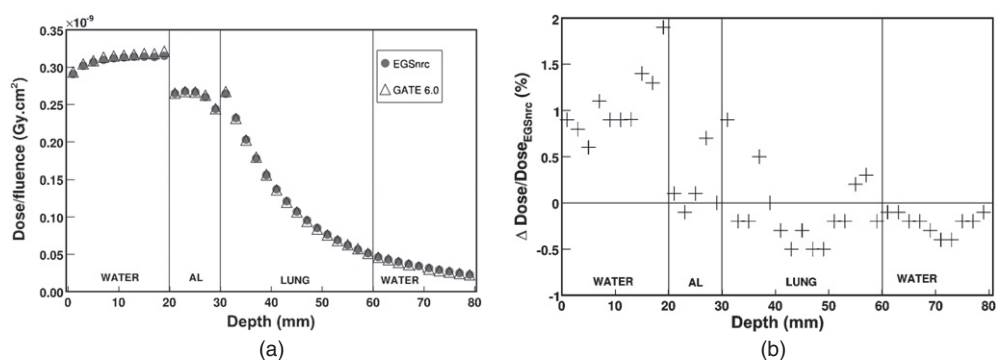 ×10⁻⁹
0.35
0.30
0.25
0.20
0.15
0.10
0.05
0.00
Dose/fluence (Gy.cm²)
EGSnrc
GATE 6.0
WATER AL LUNG WATER
0 10 20 30 40 50 60 70 80
Depth (mm)
(a)
2
1.5
1
0.5
0
-0.5
-1
Δ Dose/Dose_EGSnrc (%)
WATER AL LUNG WATER
0 10 20 30 40 50 60 70 80
Depth (mm)
(b)